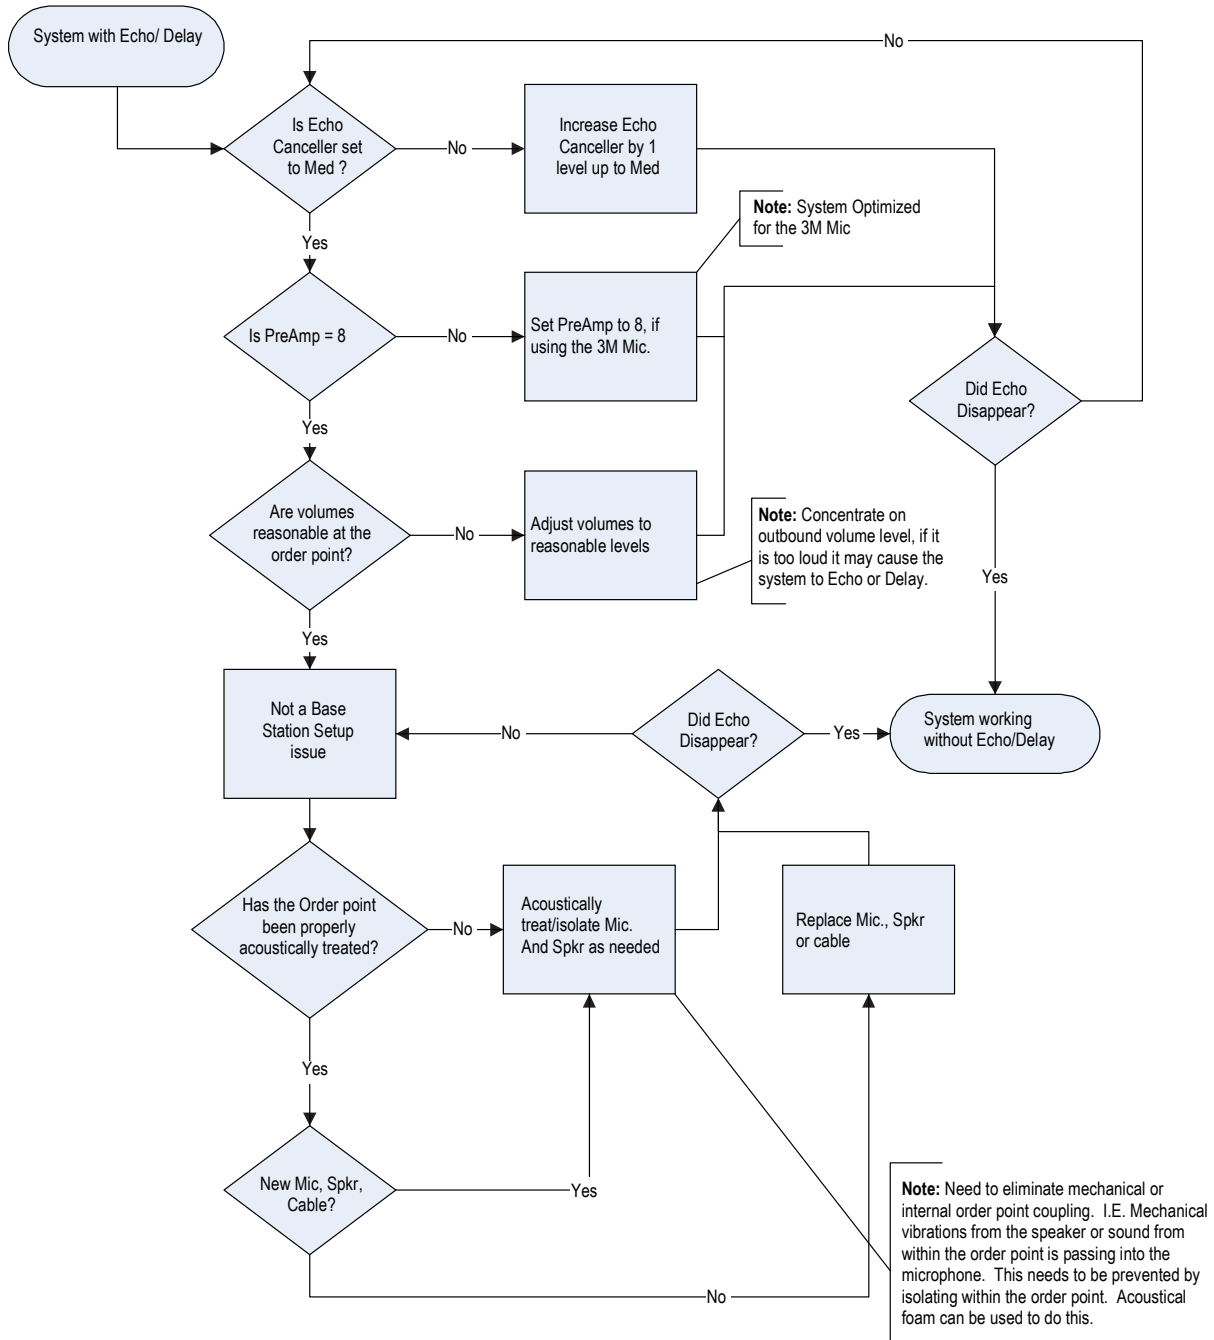 System with Echo/ Delay
No
Is Echo
Canceller set
to Med ?
No
Increase Echo
Canceller by 1
level up to Med
Note: System Optimized
for the 3M Mic
Yes
Is PreAmp = 8
No
Set PreAmp to 8, if
using the 3M Mic.
Did Echo
Disappear?
Yes
Are volumes
reasonable at the
order point?
No
Adjust volumes to
reasonable levels
Note: Concentrate on
outbound volume level, if it
is too loud it may cause the
system to Echo or Delay.
Yes
Yes
Not a Base
Station Setup
issue
No
Did Echo
Disappear?
Yes
System working
without Echo/Delay
Has the Order point
been properly
acoustically treated?
No
Acoustically
treat/isolate Mic.
And Spkr as needed
Replace Mic., Spkr
or cable
Yes
New Mic, Spkr,
Cable?
Yes
No
Note: Need to eliminate mechanical or
internal order point coupling. I.E. Mechanical
vibrations from the speaker or sound from
within the order point is passing into the
microphone. This needs to be prevented by
isolating within the order point. Acoustical
foam can be used to do this.